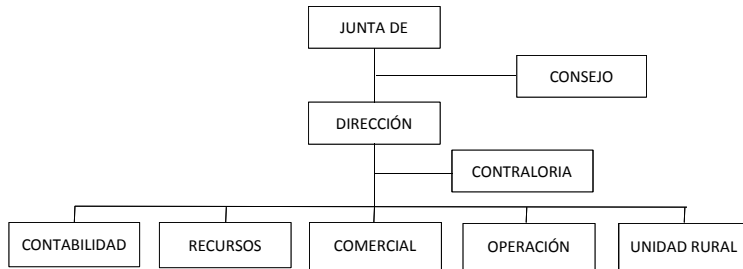 JUNTA DE
CONSEJO
DIRECCIÓN
CONTRALORIA
CONTABILIDAD
RECURSOS
COMERCIAL
OPERACIÓN
UNIDAD RURAL